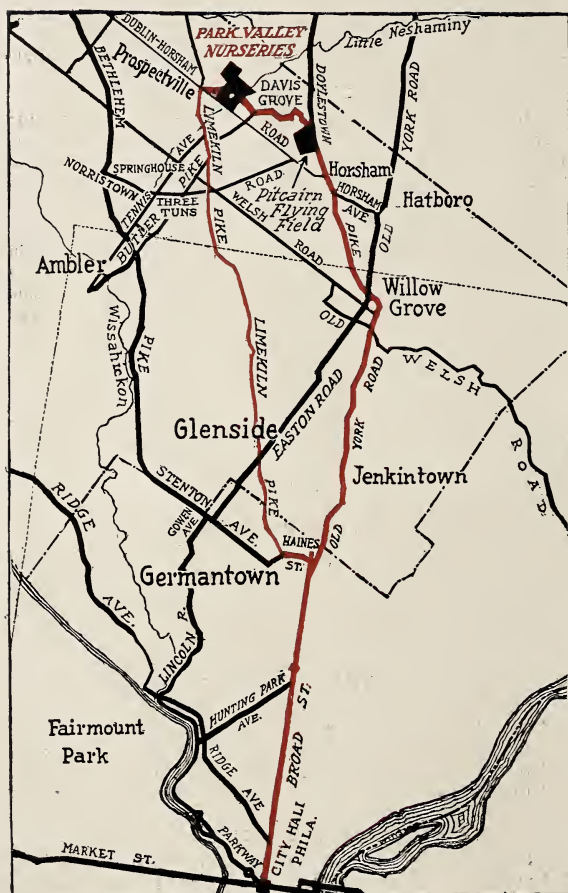 PARK VALLEY
NURSERIES
DUBLIN-HORSHAM
Little Neshaminy
BETHLEHEM
Prospectville
DAVIS
GROVE
DOYLESTOWN
YORK ROAD
ROAD
LYMEKILN
PIKE
AVE
SPRINGHOUSE
NORRISTOWN
TENNIS
BUTLER PIKE
THREE
TUNS
ROAD
Horsham
HORSHAM
AVE
Hatboro
Pitcairn
Flying
Field
WELSH
ROAD
PIKE
OLD
Ambler
Willow
Grove
OLD
WELSH
ROAD
Wissahikon
PIKE
LIMEKILN
PIKE
EASTON ROAD
ROAD
YORK
OLD
Glenside
Jenkintown
RIDGE
AVE.
STENTON
AVE.
GOWEN
AVE.
HAINES
ST.
Germantown
LINCOLN R.
HUNTING PARK
AVE.
BROAD ST.
Fairmount
Park
RIDGE AVE
PARKWAY
CITY HALL
PHILA.
MARKET ST.